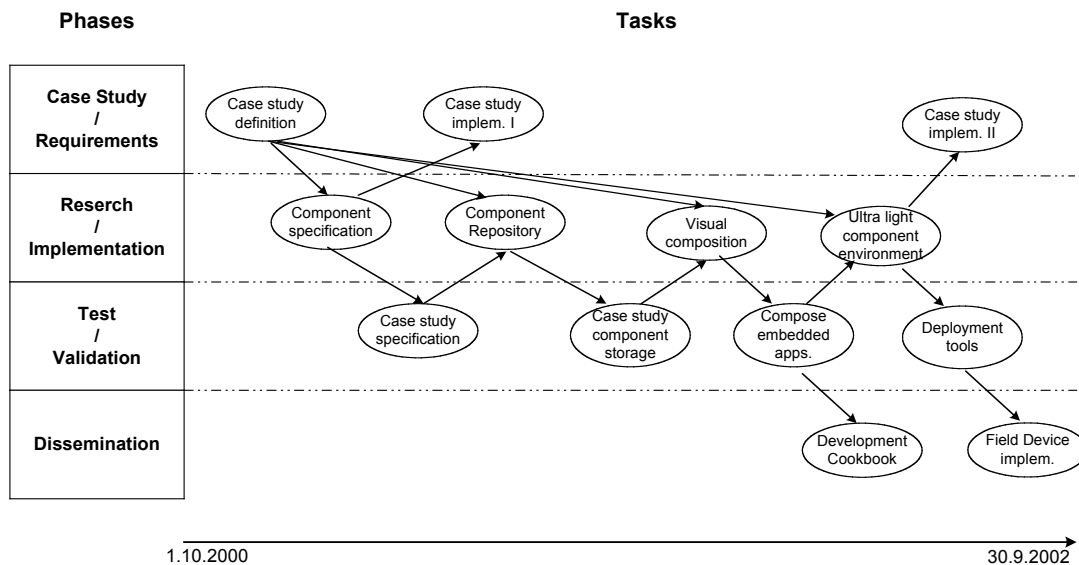 Phases
Tasks
Case Study
/
Requirements
Case study
definition
Case study
implem. I
Case study
implem. II
Reserch
/
Implementation
Component
specification
Component
Repository
Visual
composition
Ultra light
component
environment
Test
/
Validation
Case study
specification
Case study
component
storage
Compose
embedded
apps.
Deployment
tools
Dissemination
Development
Cookbook
Field Device
implem.
1.10.2000
30.9.2002